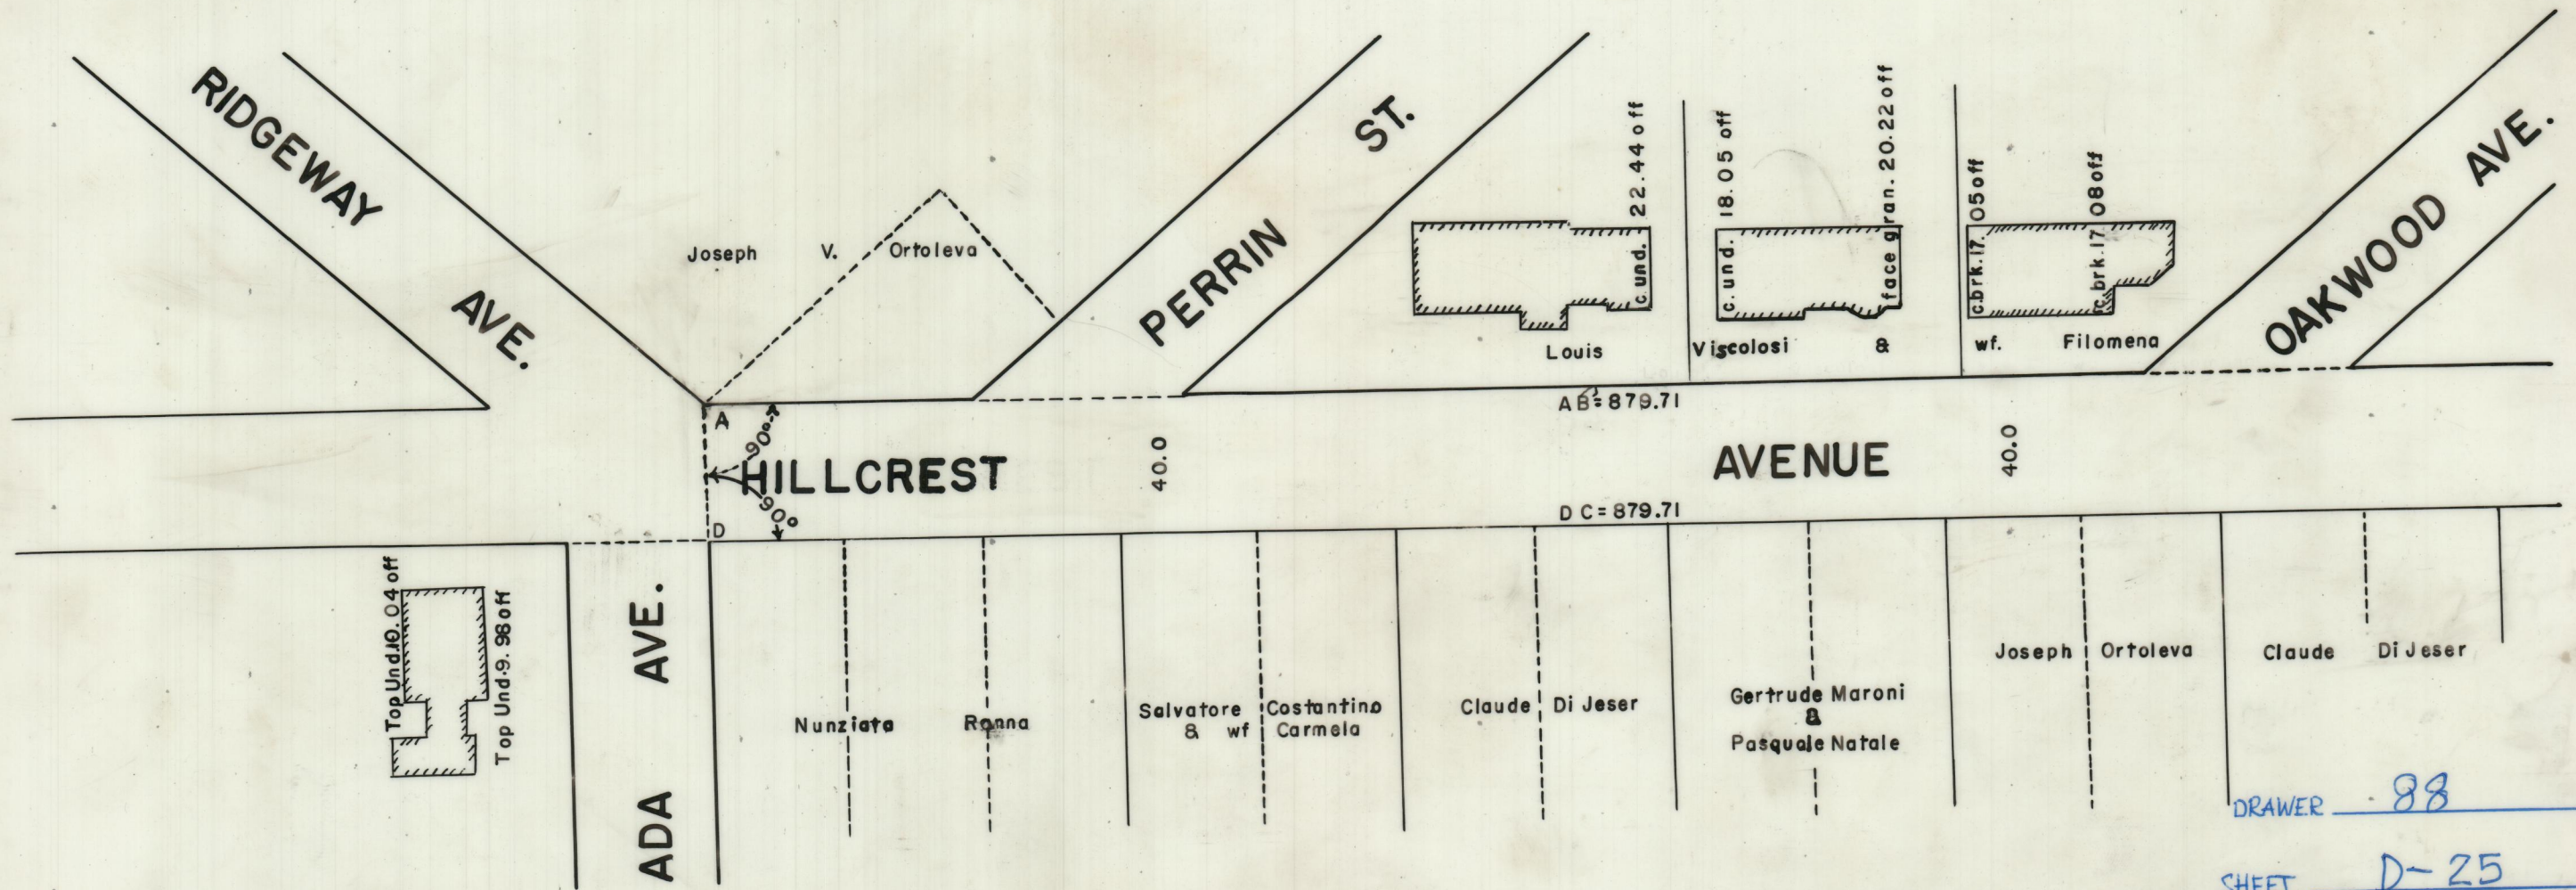 RIDGEWAY AVE.
Joseph V. Ortoleva
PERRIN ST.
c. und. 22.44 off
c. und. 18.05 off
face gran. 20.22 off
c. brk. 17.05 off
c. brk. 17.08 off
Louis Viscolosi & wf. Filomena
OAKWOOD AVE.
A
AB=879.71
90°
HILLCREST AVENUE
40.0
40.0
90°
D
DC=879.71
Top Und. 10.04 off
Top Und. 9.98 off
ADA AVE.
Nunziata Ranna
Salvatore Costantino
& wf Carmela
Claude Di Jeser
Gertrude Maroni
&
Pasquale Natale
Joseph Ortoleva
Claude Di Jeser
DRAWER 88
SHEET D-25